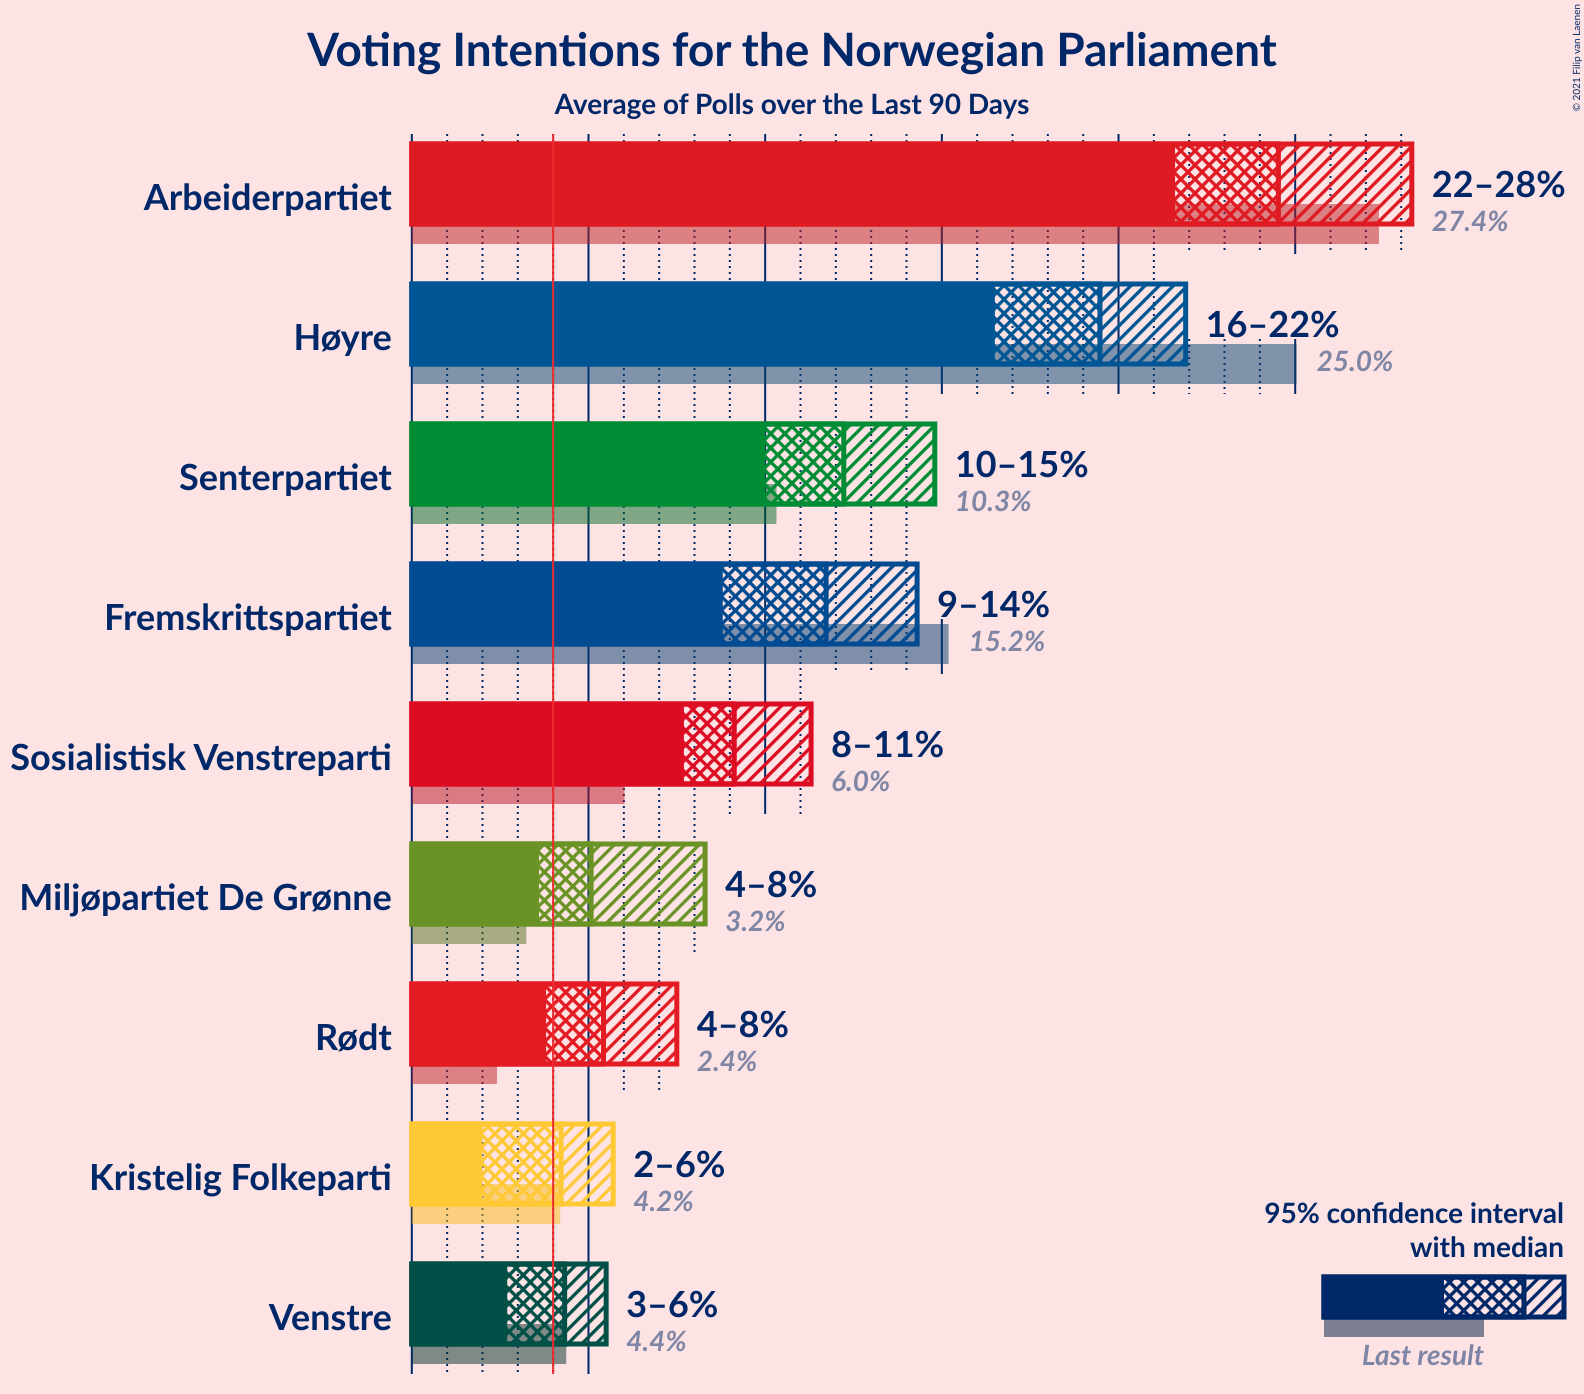 Voting Intentions for the Norwegian Parliament
Average of Polls over the Last 90 Days
© 2021 Filip van Laenen
Arbeiderpartiet
22–28%
27.4%
Høyre
16–22%
25.0%
Senterpartiet
10–15%
10.3%
Fremskrittspartiet
9–14%
15.2%
Sosialistisk Venstreparti
8–11%
6.0%
Miljøpartiet De Grønne
4–8%
3.2%
Rødt
4–8%
2.4%
Kristelig Folkeparti
2–6%
4.2%
Venstre
3–6%
4.4%
95% confidence interval
with median
Last result